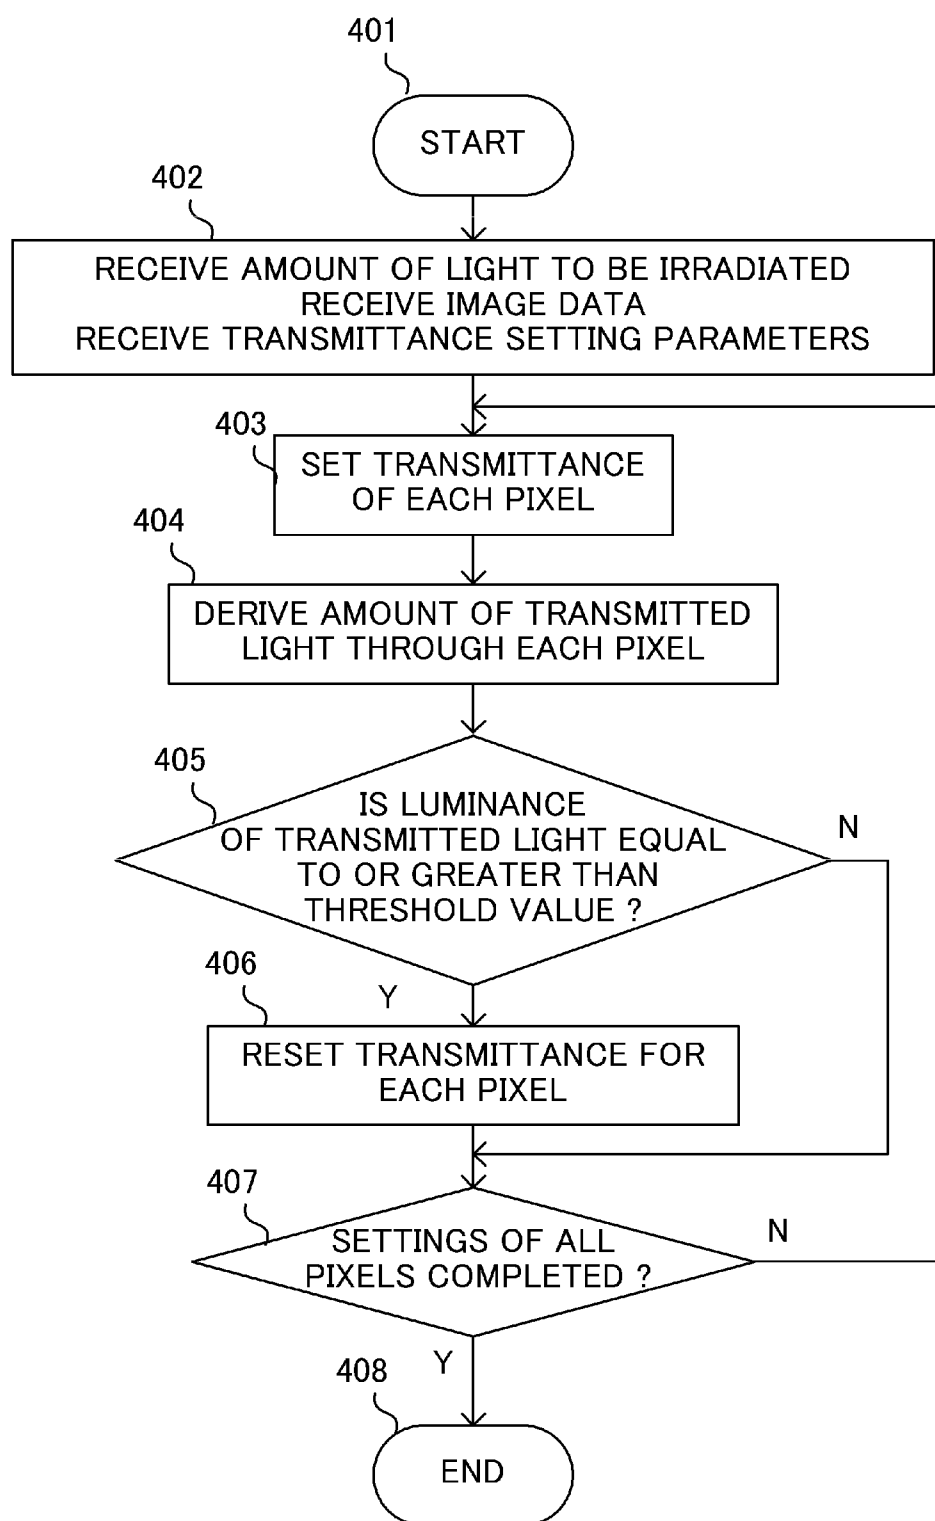 401
START
402
RECEIVE AMOUNT OF LIGHT TO BE IRRADIATED
RECEIVE IMAGE DATA
RECEIVE TRANSMITTANCE SETTING PARAMETERS
403
SET TRANSMITTANCE
OF EACH PIXEL
404
DERIVE AMOUNT OF TRANSMITTED
LIGHT THROUGH EACH PIXEL
405
IS LUMINANCE
OF TRANSMITTED LIGHT EQUAL
TO OR GREATER THAN
THRESHOLD VALUE ?
N
Y
406
RESET TRANSMITTANCE FOR
EACH PIXEL
407
SETTINGS OF ALL
PIXELS COMPLETED ?
N
Y
408
END